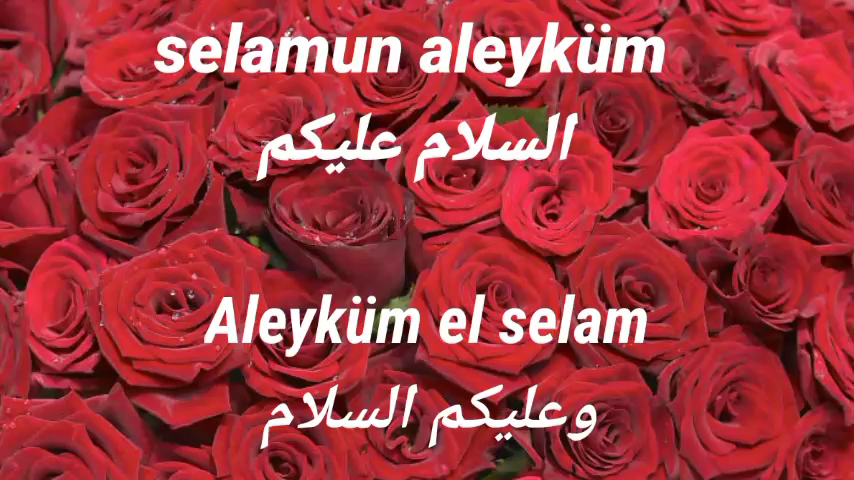 selamun aleyküm
السلام عليكم
Aleyküm el selam
وعليكم السلام